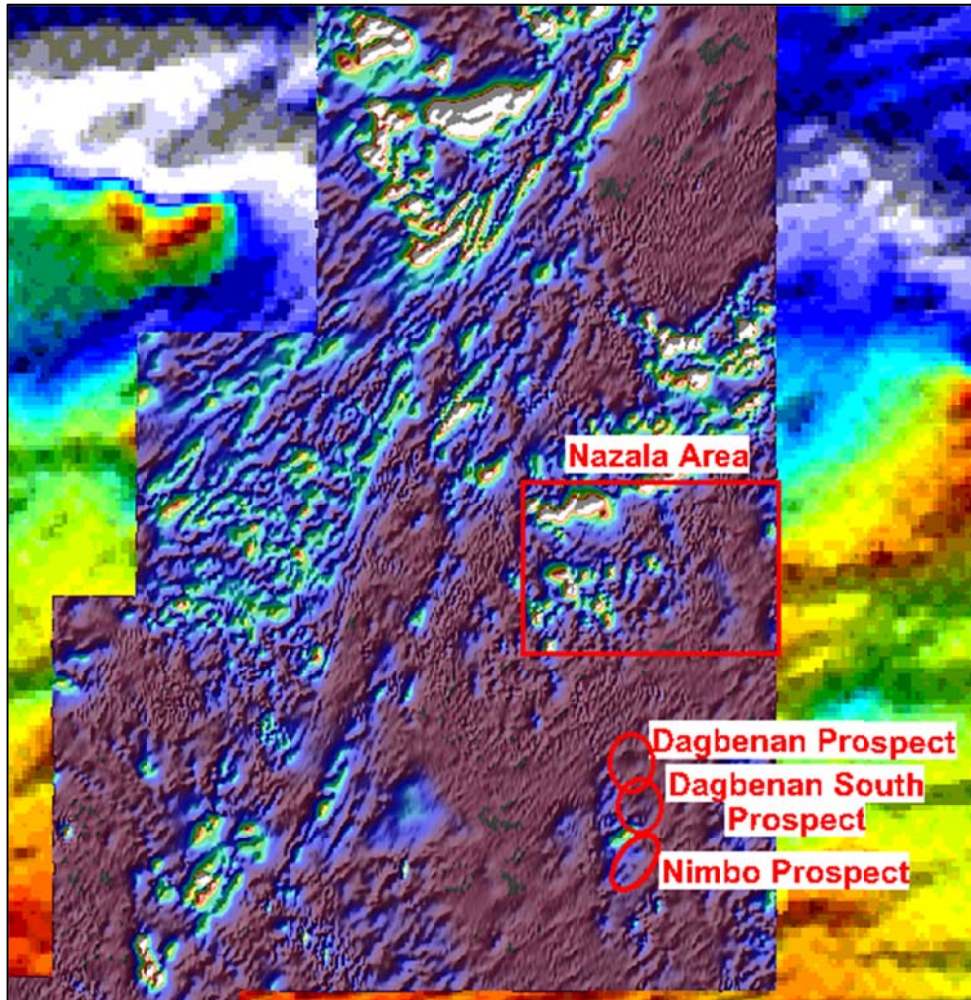 Nazala Area
Dagbenan Prospect
Dagbenan South
Prospect
Nimbo Prospect